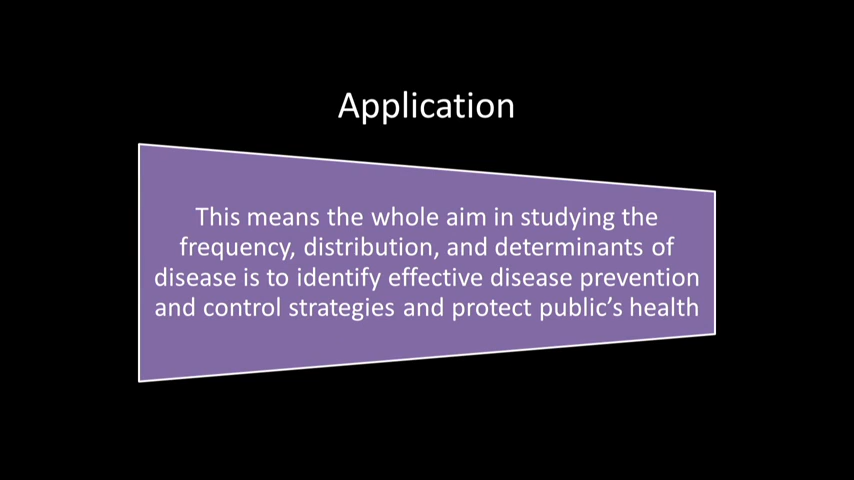 Application
This means the whole aim in studying the
frequency, distribution, and determinants of
disease is to identify effective disease prevention
and control strategies and protect public’s health